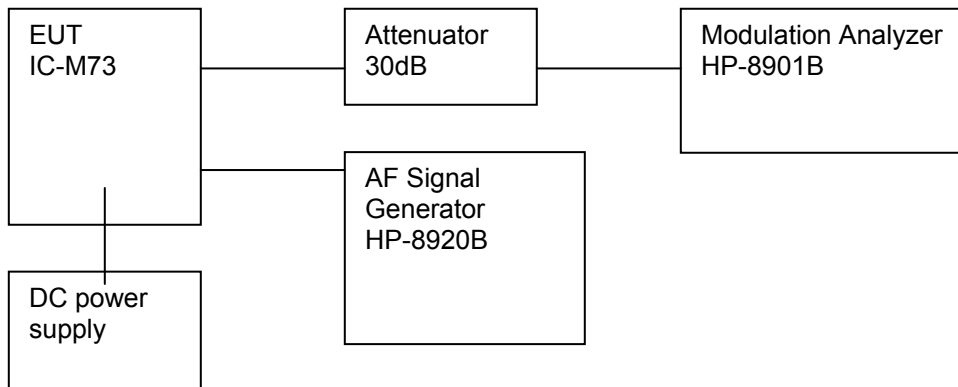 EUT
IC-M73
Attenuator
30dB
Modulation Analyzer
HP-8901B
AF Signal
Generator
HP-8920B
DC power
supply